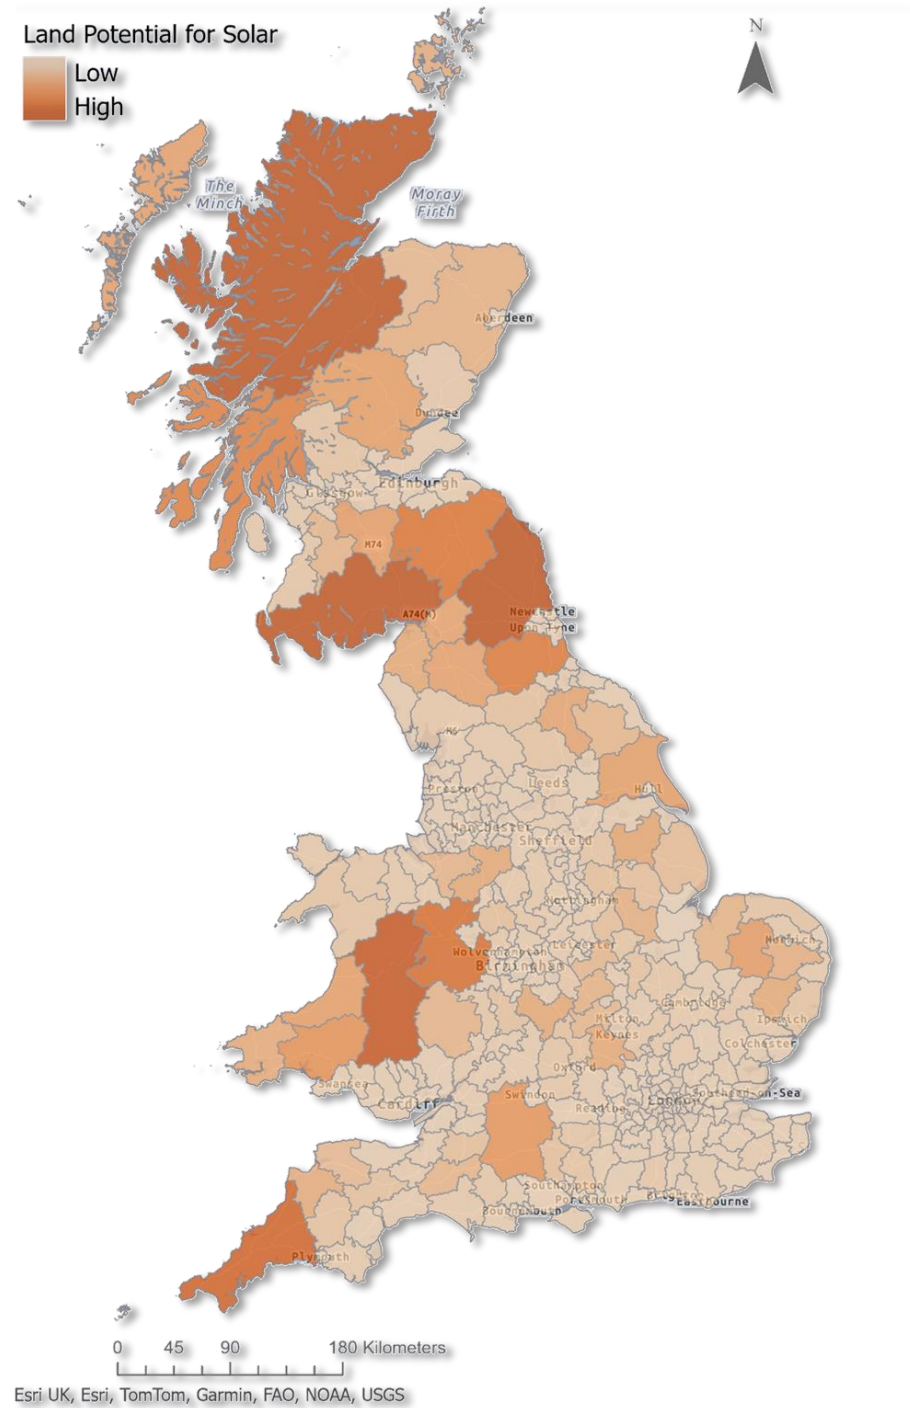 N
Land Potential for Solar
Low
High
The
Minch
Moray
Firth
Aberdeen
Dundee
Edinburgh
Glasgow
M74
A74(M)
Newcastle
Upon Tyne
M6
Leeds
Preston
Hull
Manchester
Sheffield
Nottingham
Norwich
Leicester
Wolverhampton
Birmingham
Cambridge
Milton
Keynes
Ipswich
Colchester
Oxford
Swansea
Swindon
Southend-on-Sea
Cardiff
London
Reading
Southampton
Portsmouth
Brighton
Eastbourne
Bournemouth
Plymouth
0 45 90 180 Kilometers
Esri UK, Esri, TomTom, Garmin, FAO, NOAA, USGS